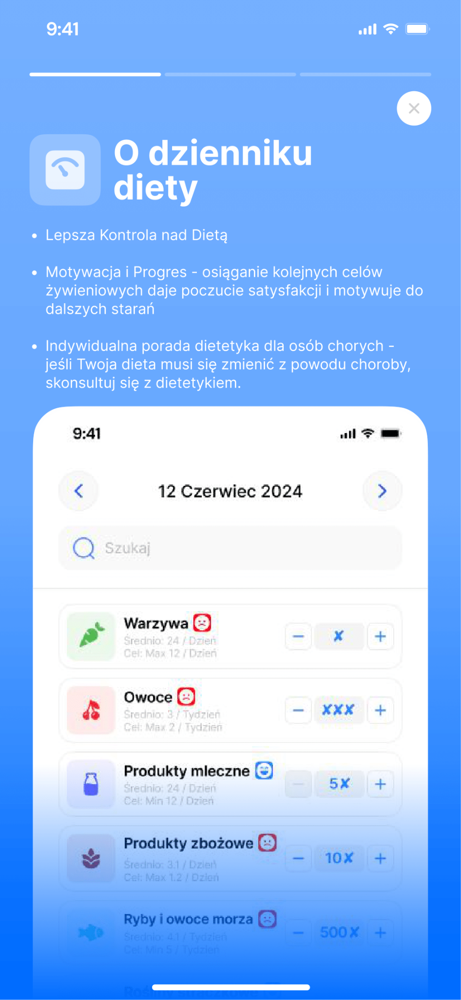 9:41
O dzienniku
diety
• Lepsza Kontrola nad Dietą
• Motywacja i Progres - osiąganie kolejnych celów
żywieniowych daje poczucie satysfakcji i motywuje do
dalszych starań
• Indywidualna porada dietetyka dla osób chorych -
jeśli Twoja dieta musi się zmienić z powodu choroby,
skonsultuj się z dietetykiem.
9:41
12 Czerwiec 2024
Szukaj
Warzywa
Średnio: 24 / Dzień
Cel: Max 12 / Dzień
x
Owoce
Średnio: 3 / Tydzień
Cel: Max 2 / Tydzień
xxx
Produkty mleczne
Średnio: 24 / Dzień
Cel: Min 12 / Dzień
5x
Produkty zbożowe
Średnio: 3.1 / Dzień
Cel: Max 1.2 / Dzień
10x
Ryby i owoce morza
Średnio: 4.1 / Tydzień
Cel: Min 5 / Tydzień
500x
Rośliny strączkowe